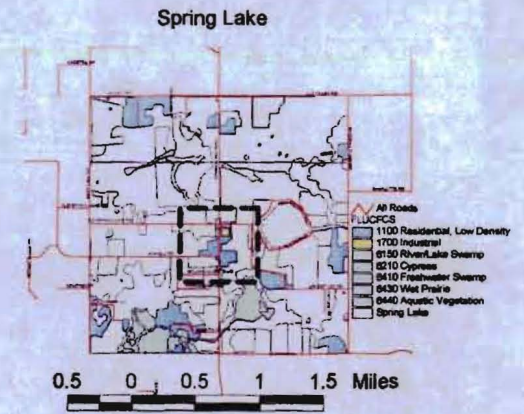 Spring Lake
All Roads
FLUCFCS
1100 Residential, Low Density
1700 Industrial
6150 River/Lake Swamp
6210 Cypress
6410 Freshwater Swamp
6430 Wet Prairie
6440 Aquatic Vegetation
Spring Lake
0.5 0 0.5 1 1.5 Miles